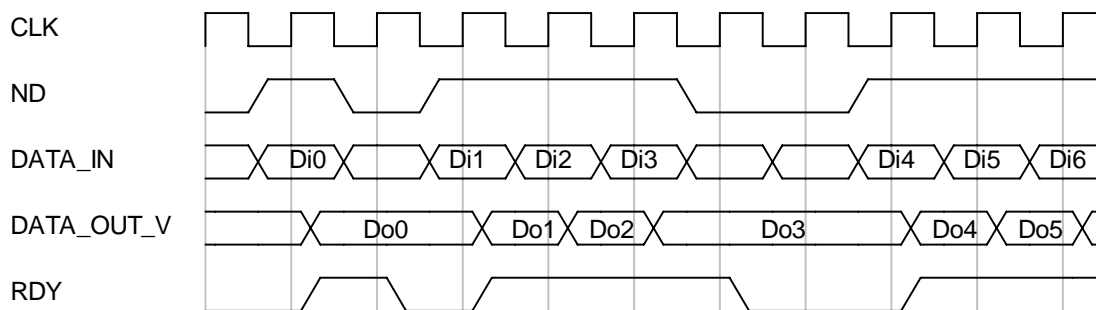 CLK
ND
DATA_IN Di0 Di1 Di2 Di3 Di4 Di5 Di6
DATA_OUT_V Do0 Do1 Do2 Do3 Do4 Do5
RDY